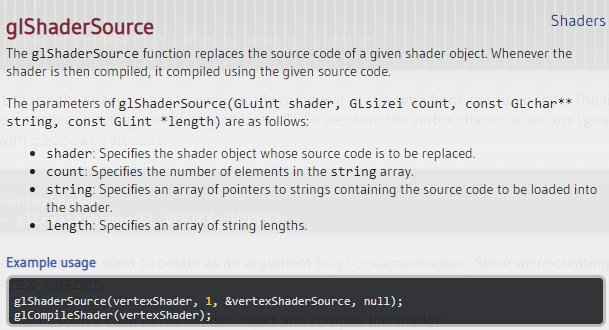 glShaderSource
Shaders
The glShaderSource function replaces the source code of a given shader object. Whenever the
shader is then compiled, it compiled using the given source code.
The parameters of glShaderSource(GLuint shader, GLsizei count, const GLchar**
string, const GLint *length) are as follows:
• shader: Specifies the shader object whose source code is to be replaced.
• count: Specifies the number of elements in the string array.
• string: Specifies an array of pointers to strings containing the source code to be loaded into
the shader.
• length: Specifies an array of string lengths.
Example usage
glShaderSource(vertexShader, 1, &vertexShaderSource, null);
glCompileShader(vertexShader);